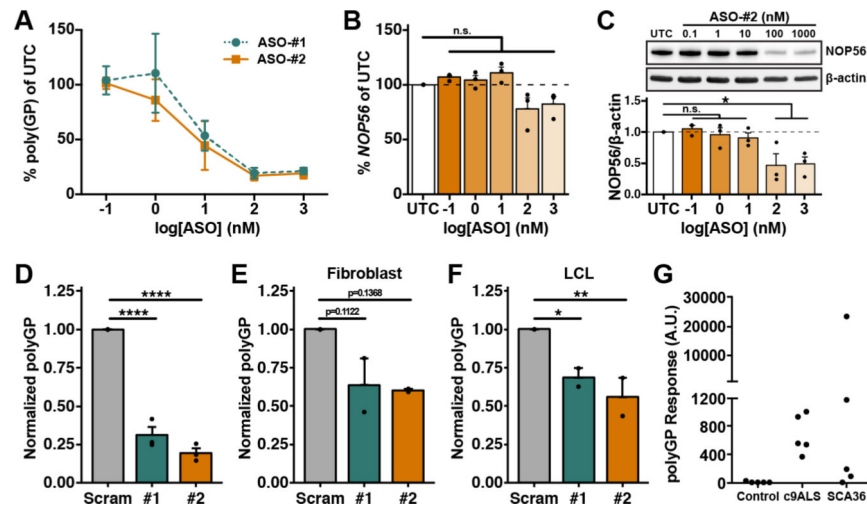 A
% poly(GP) of UTC
150
100
50
0
-1 0 1 2 3
log[ASO] (nM)
ASO-#1
ASO-#2
B
% NOP56 of UTC
150
100
50
0
n.s.
UTC -1 0 1 2 3
log[ASO] (nM)
C
ASO-#2 (nM)
UTC 0.1 1 10 100 1000
NOP56
β-actin
NOP56/β-actin
1.5
1.0
0.5
0.0
n.s.
*
UTC -1 0 1 2 3
log[ASO] (nM)
D
Normalized polyGP
1.25
1.00
0.75
0.50
0.25
0.00
****
****
Scram #1 #2
E
Fibroblast
Normalized polyGP
1.25
1.00
0.75
0.50
0.25
0.00
p=0.1368
p=0.1122
Scram #1 #2
F
LCL
Normalized polyGP
1.25
1.00
0.75
0.50
0.25
0.00
**
*
Scram #1 #2
G
polyGP Response (A.U.)
30000
20000
10000
1200
800
400
0
Control c9ALS SCA36